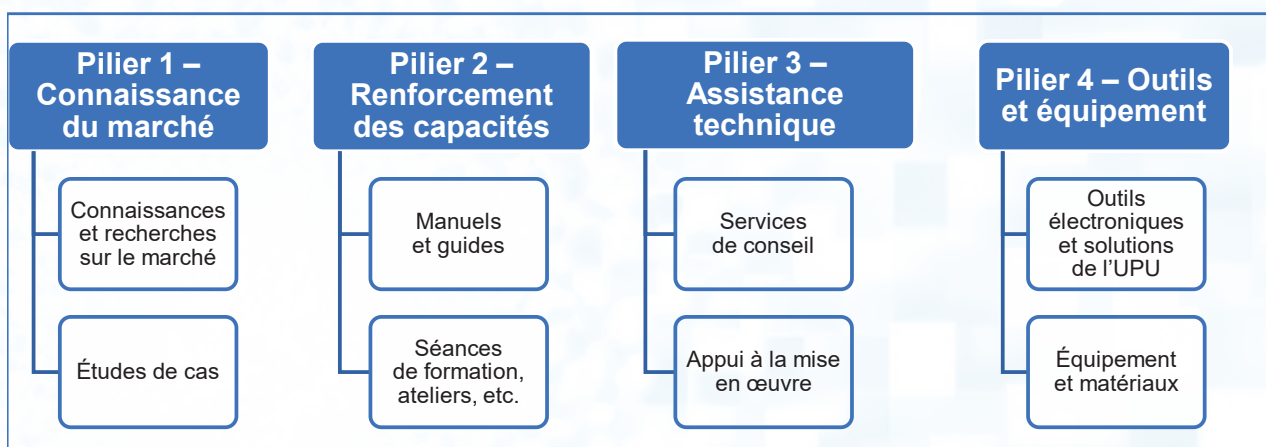 Pilier 1 –
Connaissance
du marché
Connaissances
et recherches
sur le marché
Études de cas
Pilier 2 –
Renforcement
des capacités
Manuels
et guides
Séances
de formation,
ateliers, etc.
Pilier 3 –
Assistance
technique
Services
de conseil
Appui à la mise
en œuvre
Pilier 4 – Outils
et équipement
Outils
électroniques
et solutions
de l’UPU
Équipement
et matériaux